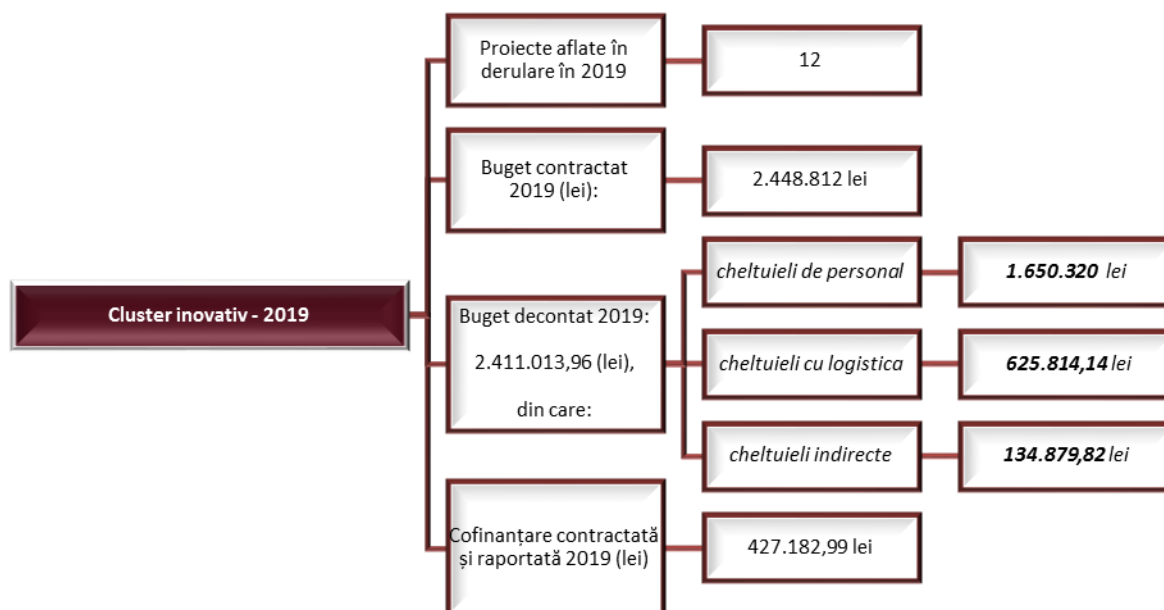 Proiecte aflate în
derulare în 2019
12
Buget contractat
2019 (lei):
2.448.812 lei
Cluster inovativ - 2019
Buget decontat 2019:
2.411.013,96 (lei),
din care:
cheltuieli de personal
1.650.320 lei
cheltuieli cu logistica
625.814,14 lei
cheltuieli indirecte
134.879,82 lei
Cofinanțare contractată
și raportată 2019 (lei)
427.182,99 lei